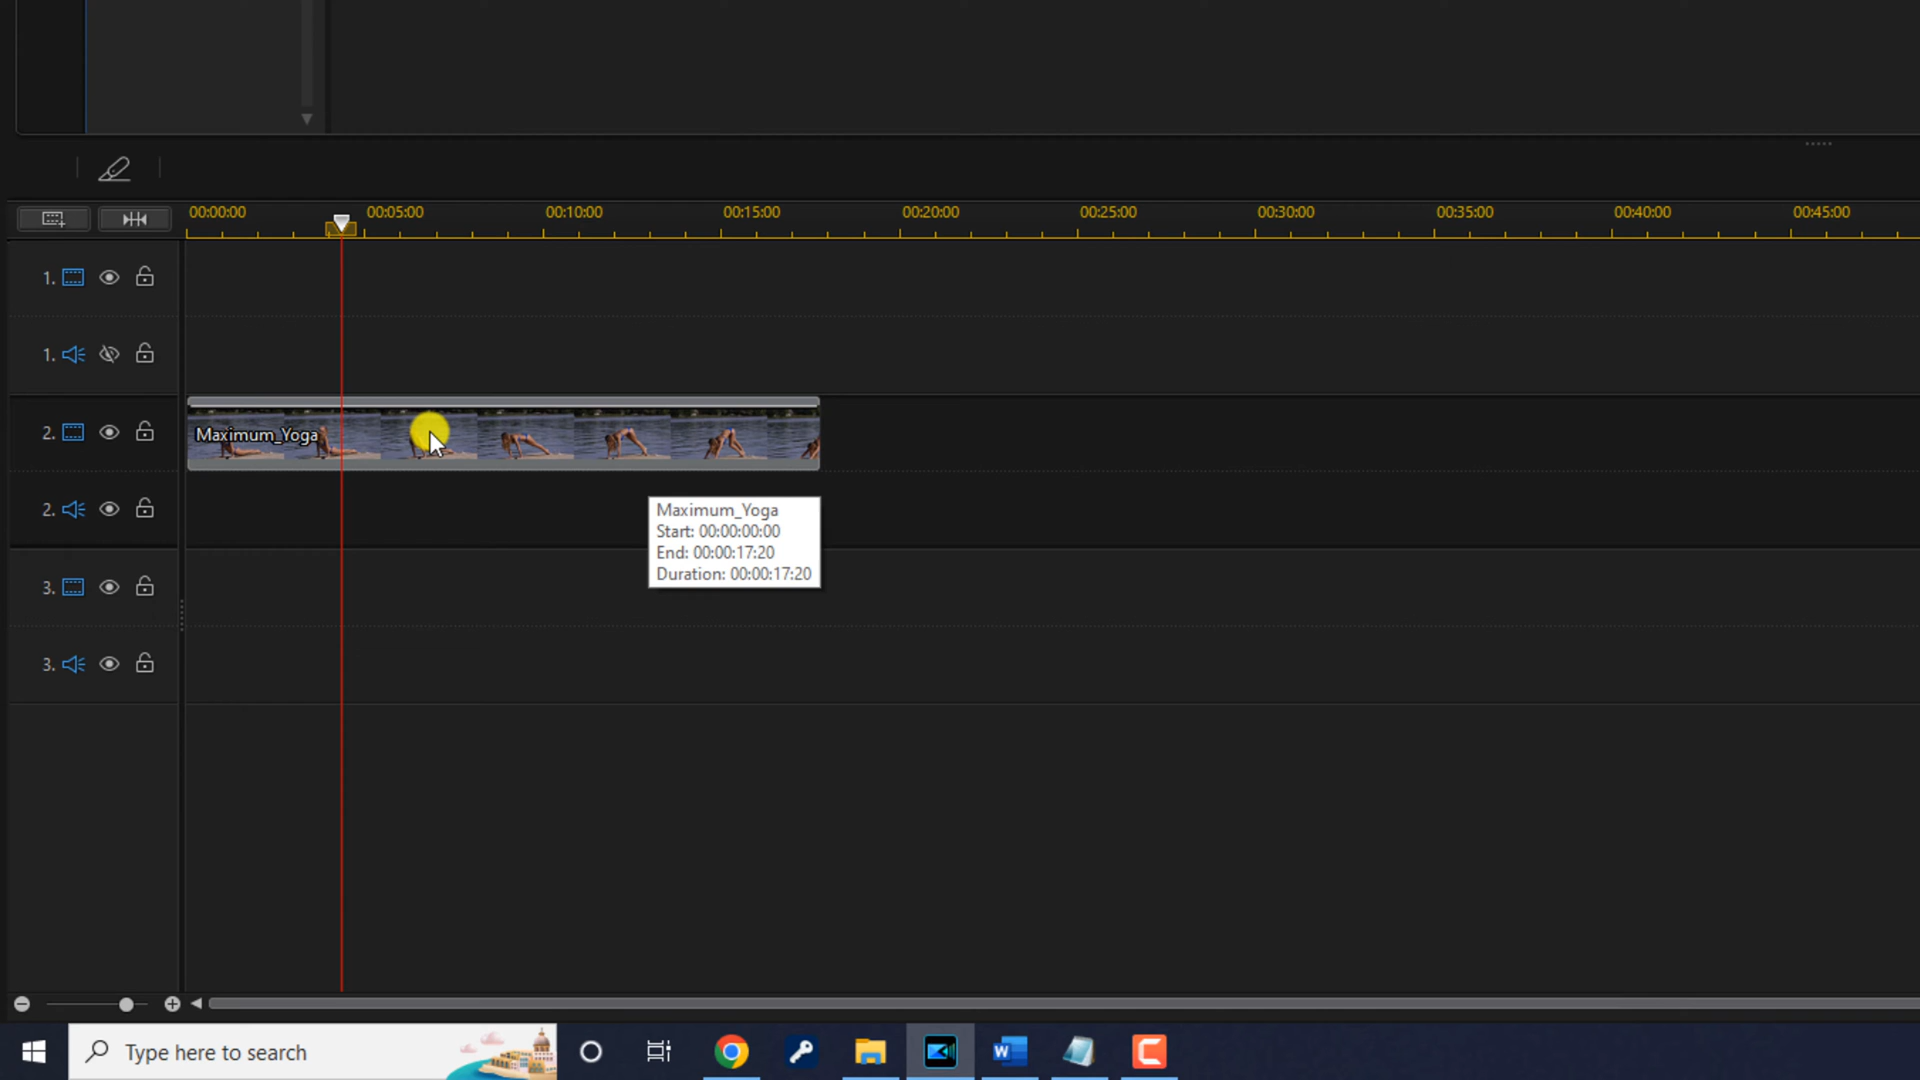 00:00:00 00:05:00 00:10:00 00:15:00 00:20:00 00:25:00 00:30:00 00:35:00 00:40:00 00:45:00
1.
1.
2. Maximum_Yoga
2.
Maximum_Yoga
Start: 00:00:00:00
End: 00:00:17:20
Duration: 00:00:17:20
3.
3.
Type here to search
W
C